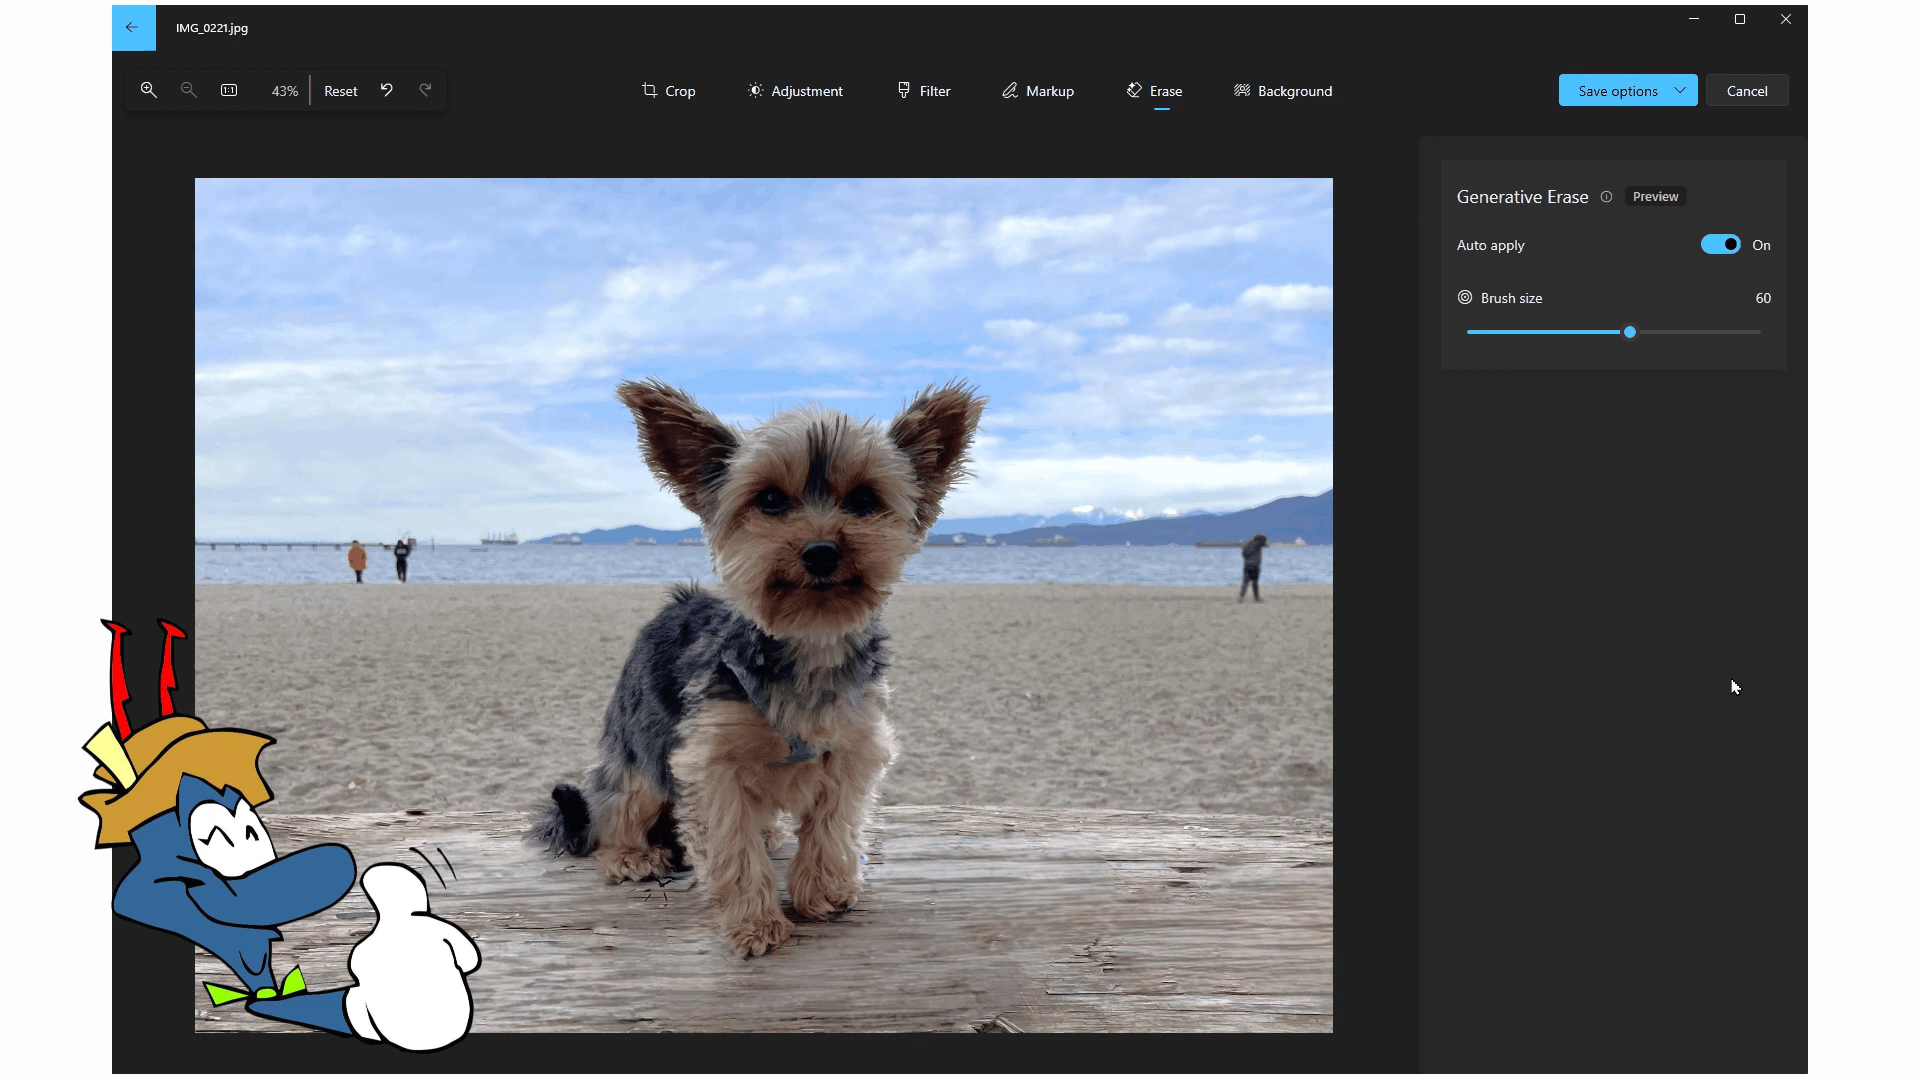 IMG_0221.jpg
43% Reset Crop Adjustment Filter Markup Erase Background Save options Cancel
Generative Erase Preview
Auto apply On
Brush size 60